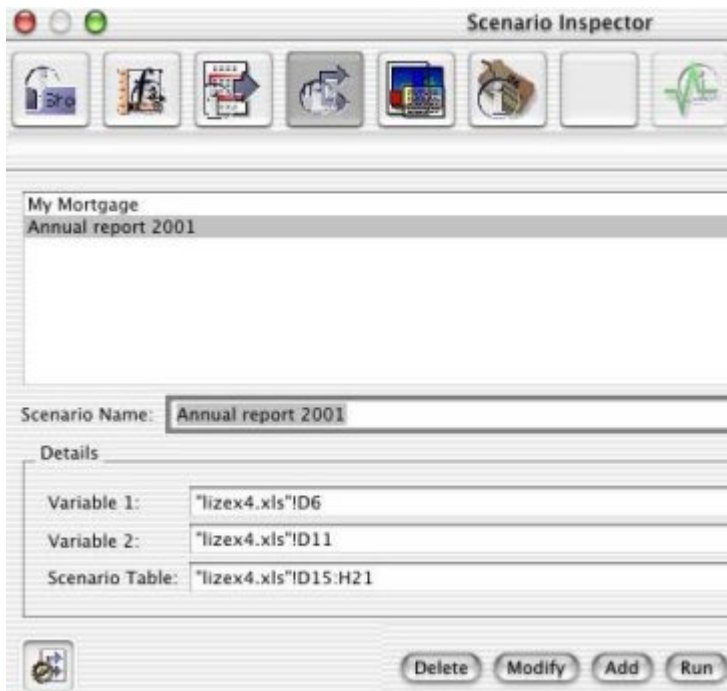 Scenario Inspector
My Mortgage
Annual report 2001
Scenario Name: Annual report 2001
Details
Variable 1: "lizex4.xls"!D6
Variable 2: "lizex4.xls"!D11
Scenario Table: "lizex4.xls"!D15:H21
Delete Modify Add Run